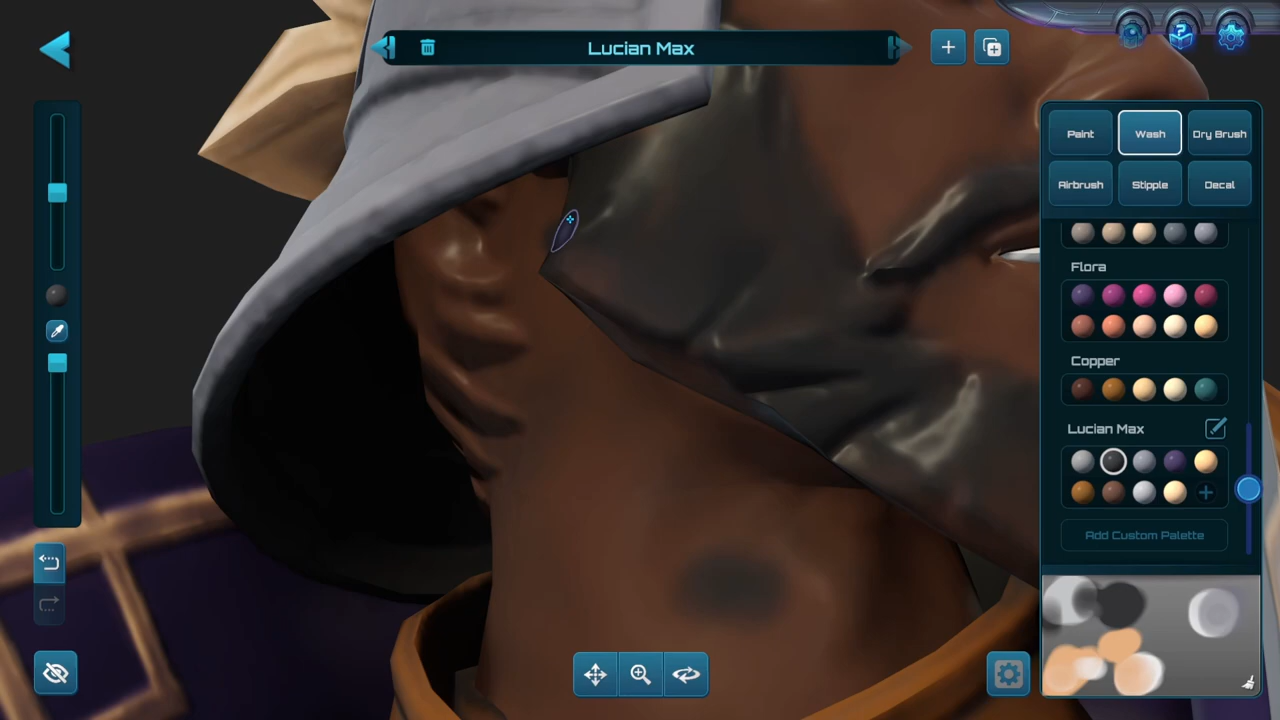 Lucian Max
Paint
Wash
Dry Brush
Airbrush
Stipple
Decal
Flora
Copper
Lucian Max
Add Custom Palette